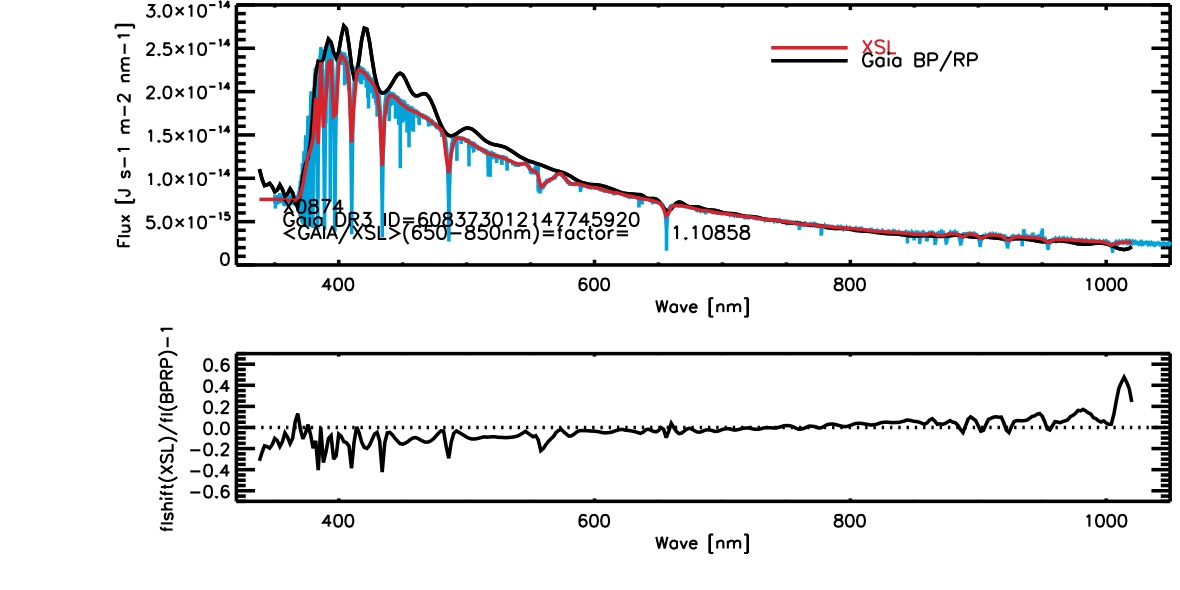 3.0×10⁻¹⁴
2.5×10⁻¹⁴
2.0×10⁻¹⁴
1.5×10⁻¹⁴
1.0×10⁻¹⁴
5.0×10⁻¹⁵
0
Flux [J s−1 m−2 nm−1]
XSL
Gaia BP/RP
X0874
Gaia DR3 ID=6083730121477745920
<GAIA/XSL>(650−850nm)=factor= 1.10858
400 600 800 1000
Wave [nm]
0.6
0.4
0.2
0.0
−0.2
−0.4
−0.6
flshift(XSL)/fl(BPRP)−1
400 600 800 1000
Wave [nm]